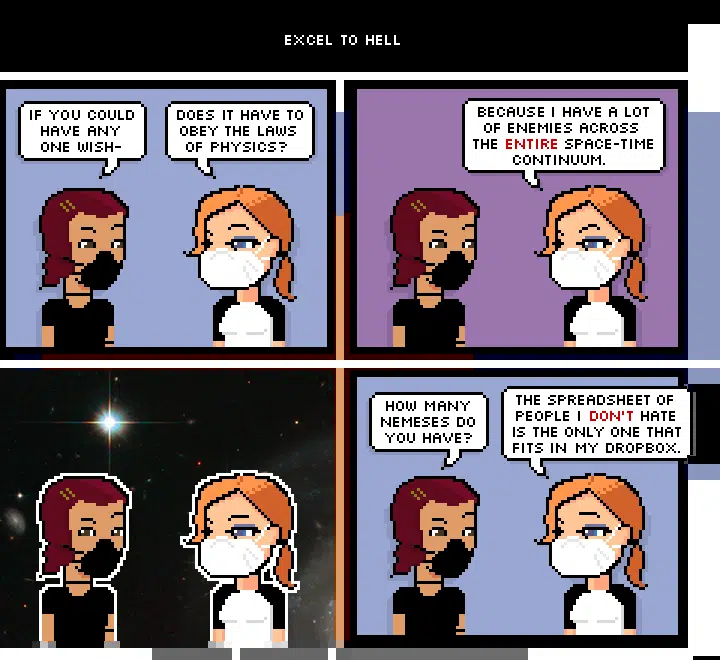 EXCEL TO HELL
IF YOU COULD
HAVE ANY
ONE WISH-
DOES IT HAVE TO
OBEY THE LAWS
OF PHYSICS?
BECAUSE I HAVE A LOT
OF ENEMIES ACROSS
THE ENTIRE SPACE-TIME
CONTINUUM.
HOW MANY
NEMESES DO
YOU HAVE?
THE SPREADSHEET OF
PEOPLE I DON'T HATE
IS THE ONLY ONE THAT
FITS IN MY DROPBOX.